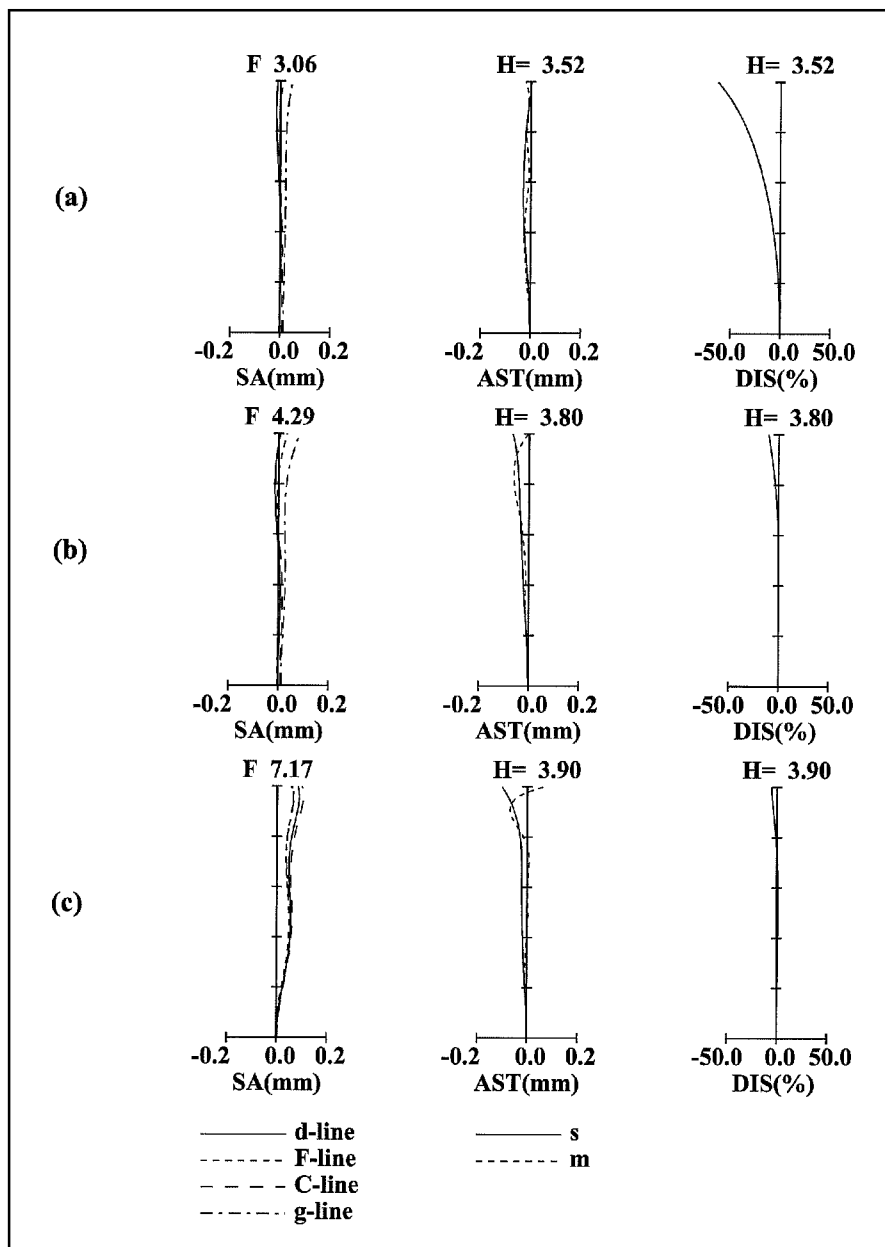 F 3.06 H= 3.52 H= 3.52
(a)
-0.2 0.0 0.2 -0.2 0.0 0.2 -50.0 0.0 50.0
SA(mm) AST(mm) DIS(%)
F 4.29 H= 3.80 H= 3.80
(b)
-0.2 0.0 0.2 -0.2 0.0 0.2 -50.0 0.0 50.0
SA(mm) AST(mm) DIS(%)
F 7.17 H= 3.90 H= 3.90
(c)
-0.2 0.0 0.2 -0.2 0.0 0.2 -50.0 0.0 50.0
SA(mm) AST(mm) DIS(%)
d-line s
F-line m
C-line
g-line